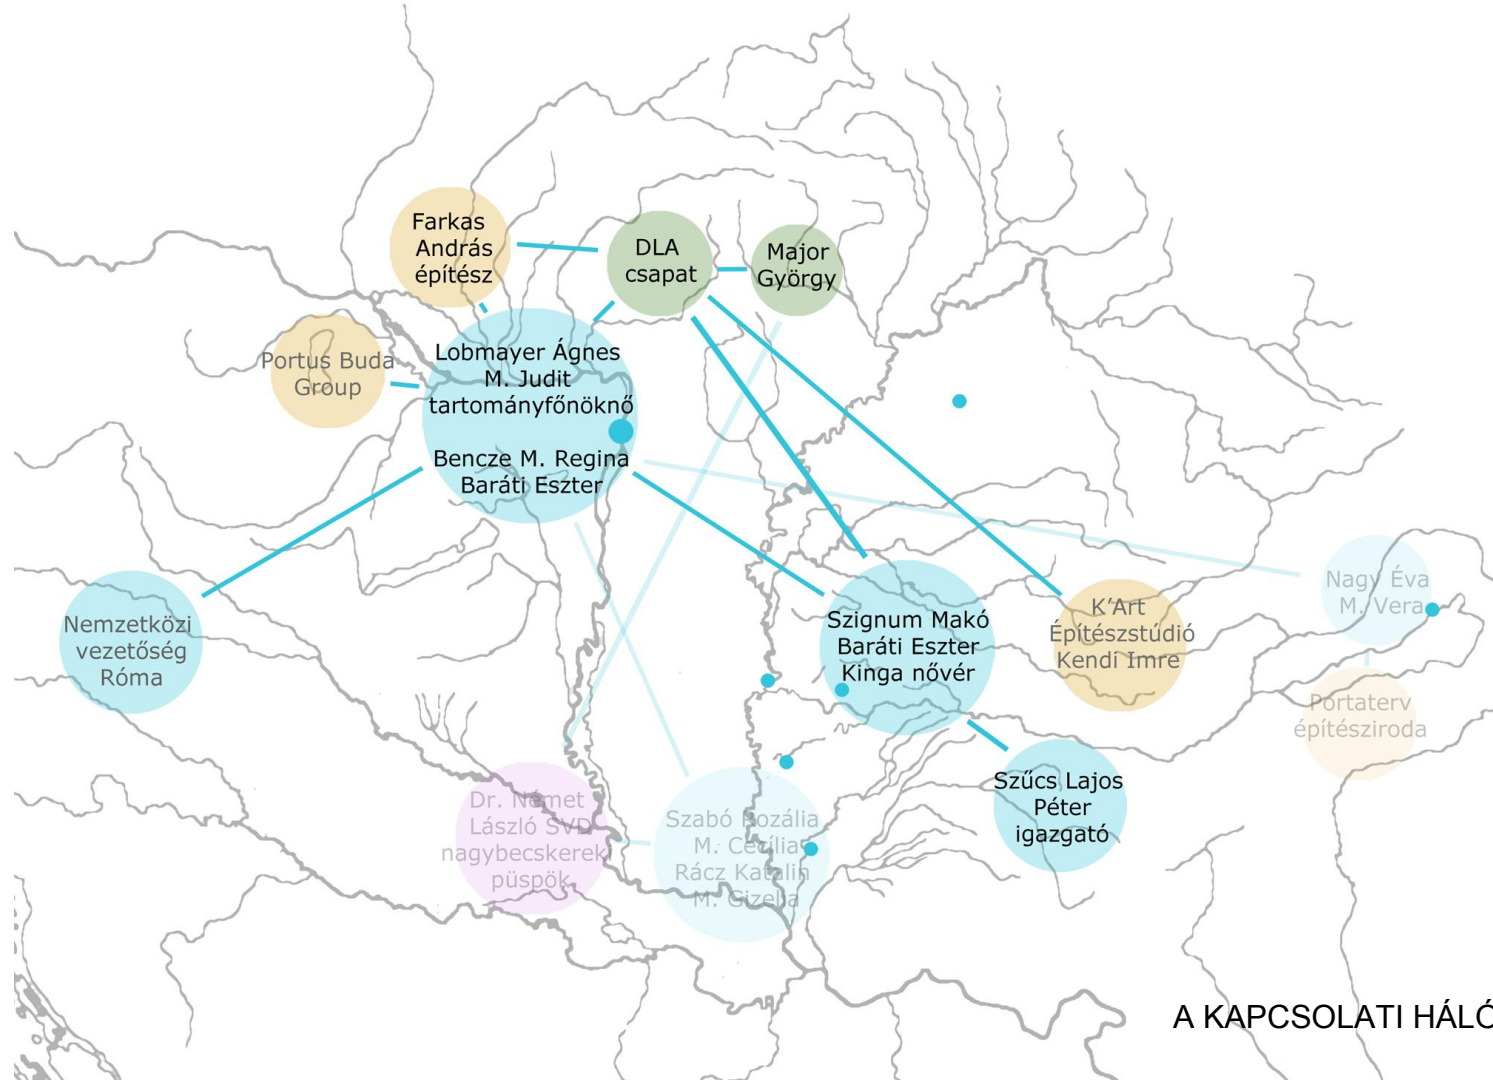 Farkas
András
építész
DLA
csapat
Major
György
Portus Buda
Group
Lobmayer Ágnes
M. Judit
tartományfőnöknő
Bencze M. Regina
Baráti Eszter
Nemzetközi
vezetőség
Róma
Szignum Makó
Baráti Eszter
Kinga nővér
K'Art
Építészstúdió
Kendi Imre
Nagy Éva
M. Vera
Portaterv
építésziroda
Szűcs Lajos
Péter
igazgató
Dr. Német
László SVD
nagybecskereki
püspök
Szabó Rozália
M. Cecília
Rácz Katalin
M. Gizella
A KAPCSOLATI HÁLÓ